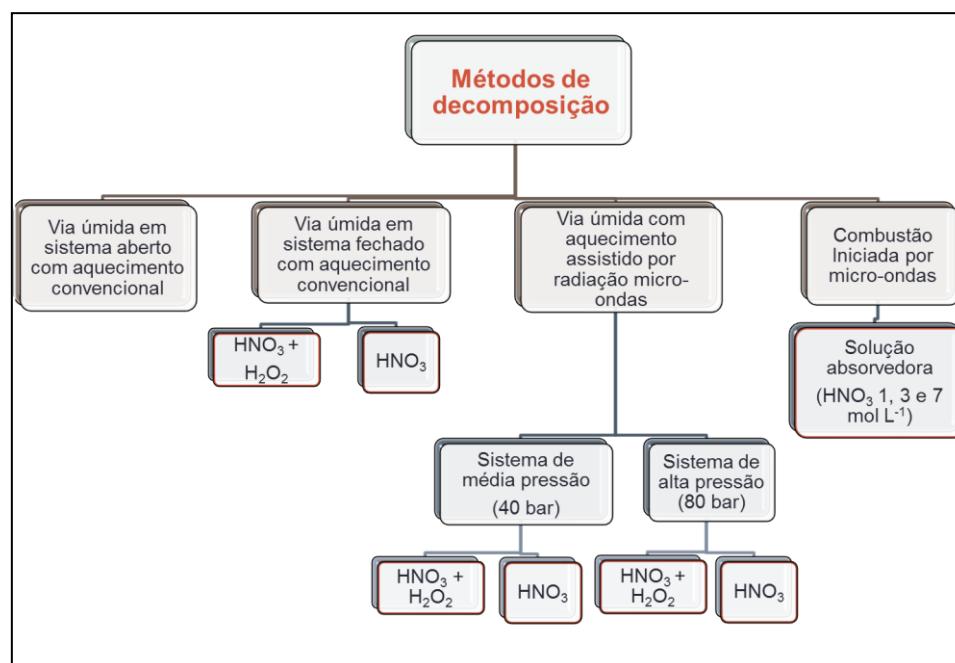 Métodos de
decomposição
Via úmida em
sistema aberto
com aquecimento
convencional
Via úmida em
sistema fechado
com aquecimento
convencional
Via úmida com
aquecimento
assistido por
radiação micro-
ondas
Combustão
Iniciada por
micro-ondas
HNO₃ +
H₂O₂
HNO₃
Solução
absorvedora
(HNO₃ 1, 3 e 7
mol L⁻¹)
Sistema de
média pressão
(40 bar)
Sistema de
alta pressão
(80 bar)
HNO₃ +
H₂O₂
HNO₃
HNO₃ +
H₂O₂
HNO₃